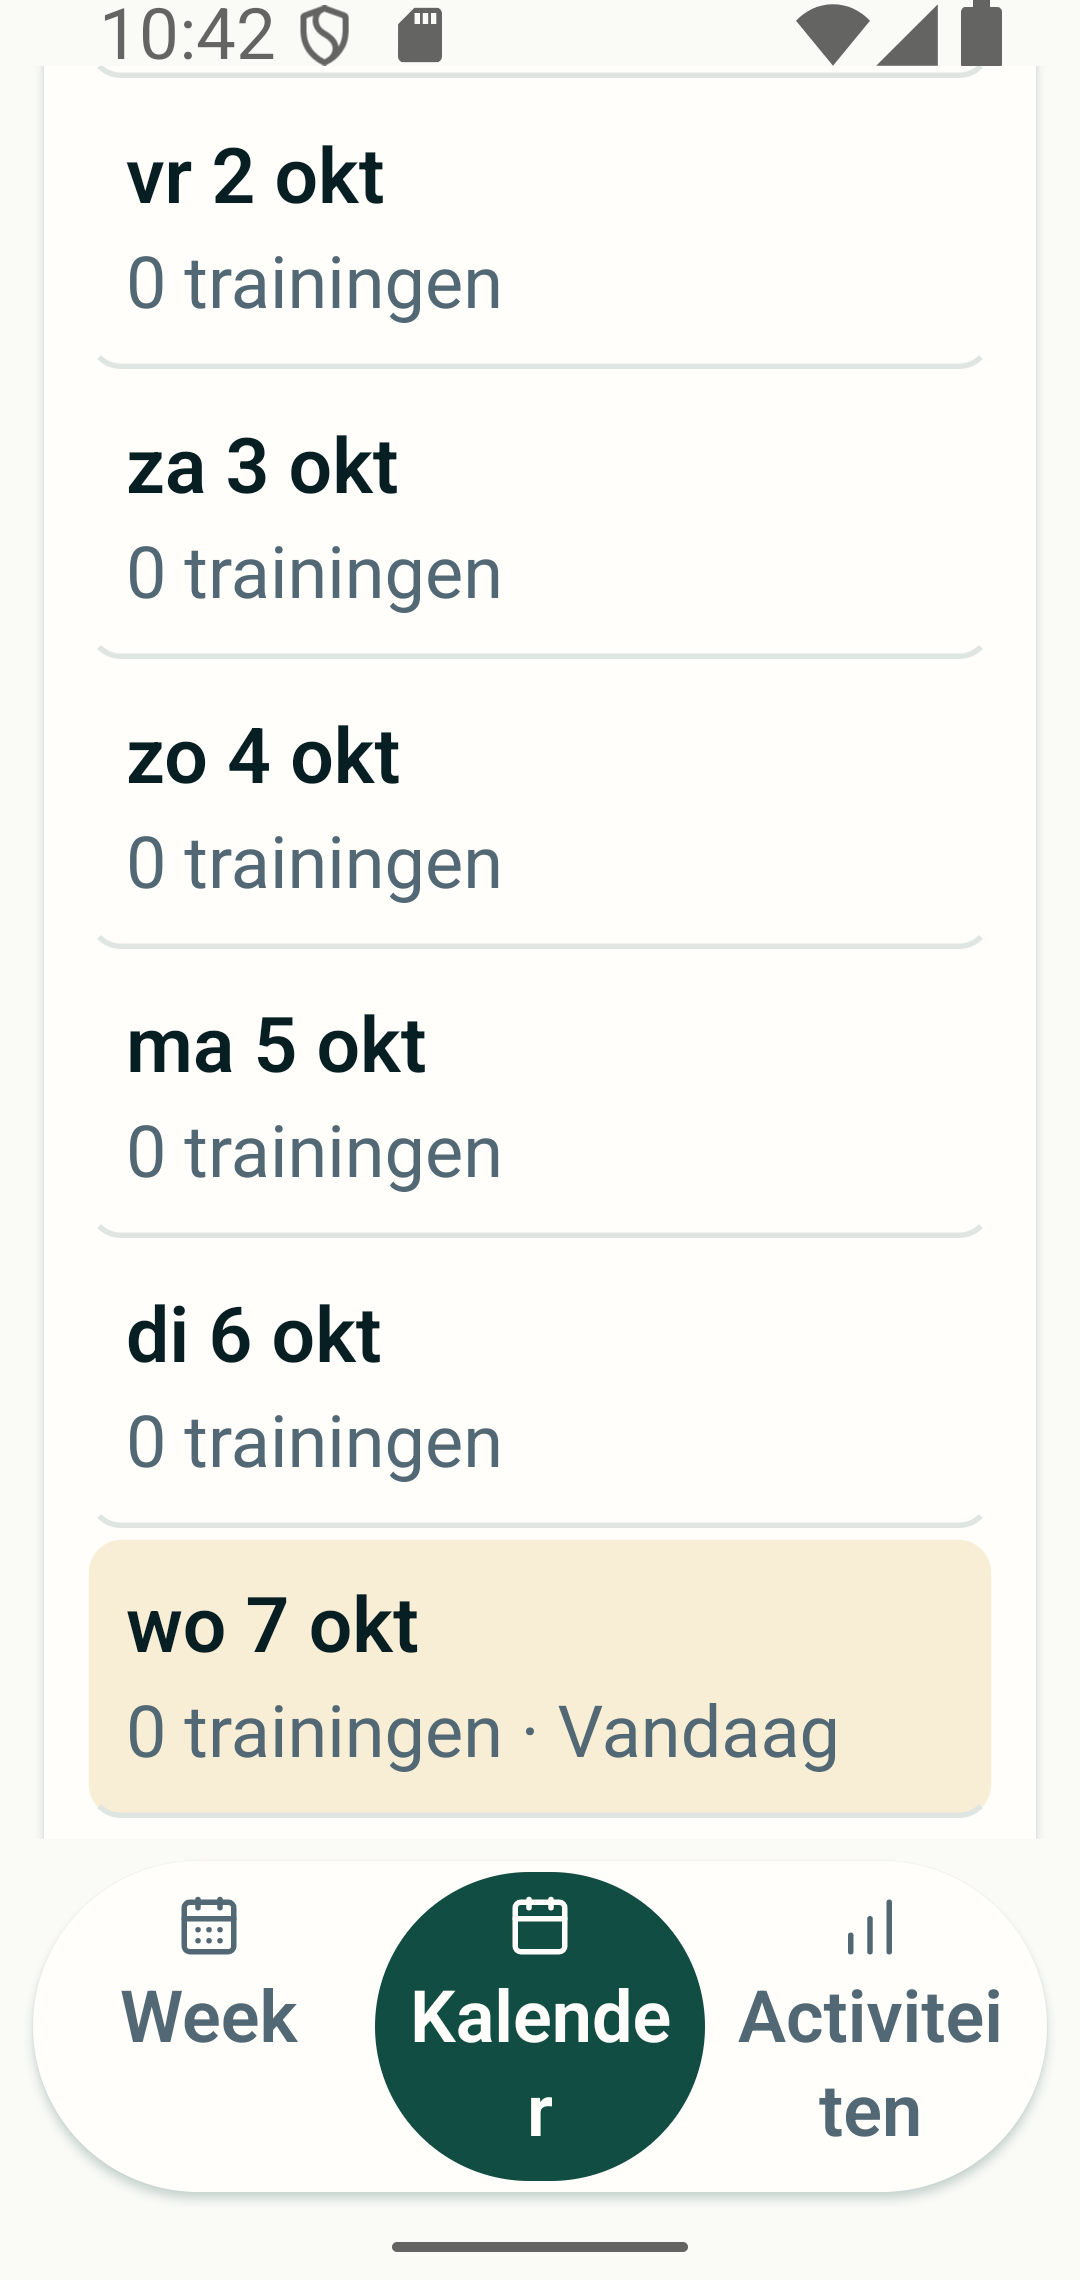 10:42
vr 2 okt
0 trainingen
za 3 okt
0 trainingen
zo 4 okt
0 trainingen
ma 5 okt
0 trainingen
di 6 okt
0 trainingen
wo 7 okt
0 trainingen · Vandaag
Week
Kalende
r
Activitei
ten